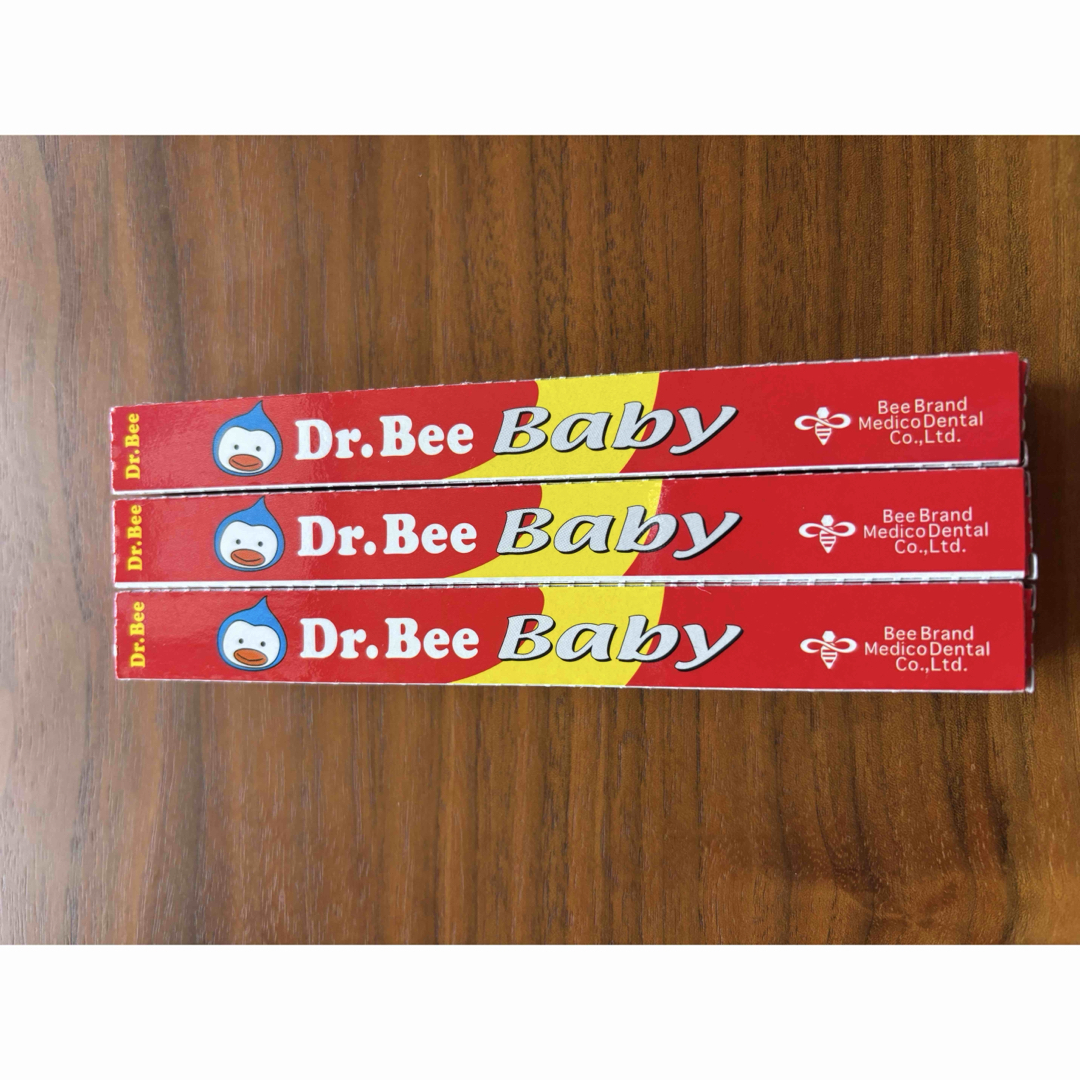 Dr.Bee
Dr.Bee Baby
Bee Brand
Medico Dental
Co.,Ltd.
Dr.Bee
Dr.Bee Baby
Bee Brand
Medico Dental
Co.,Ltd.
Dr.Bee
Dr.Bee Baby
Bee Brand
Medico Dental
Co.,Ltd.